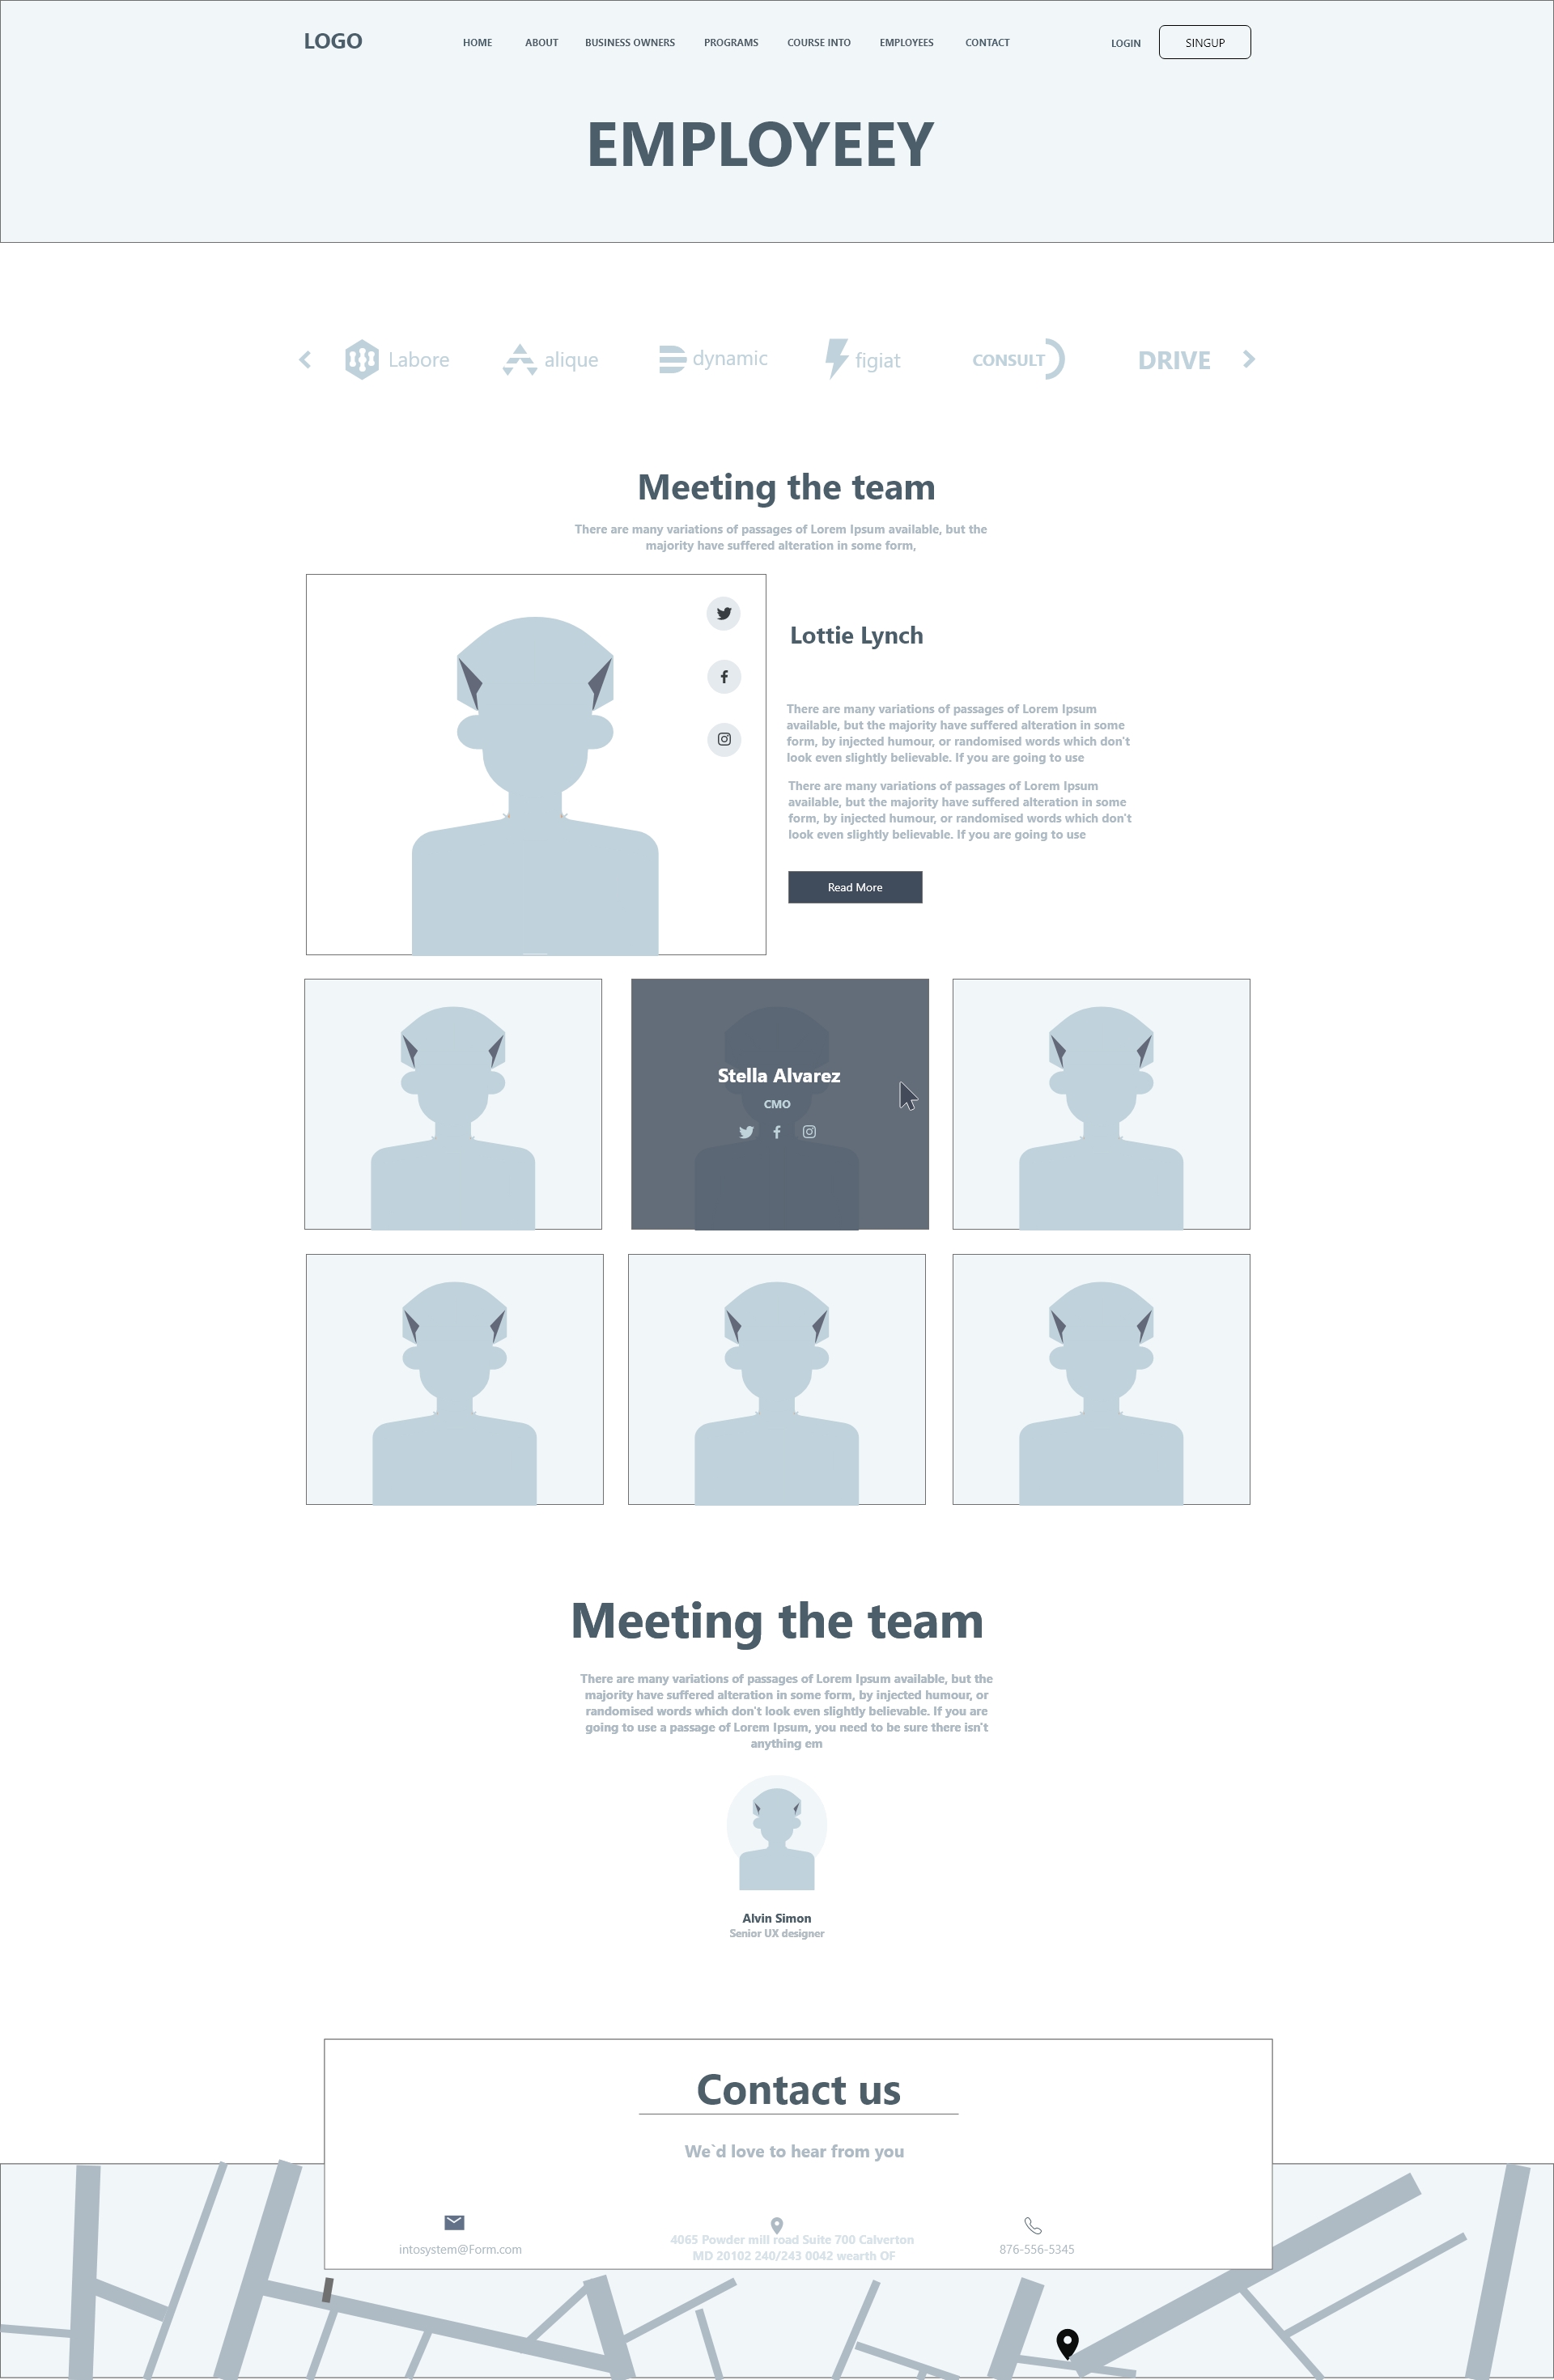 LOGO
HOME ABOUT BUSINESS OWNERS PROGRAMS COURSE INTO EMPLOYEES CONTACT LOGIN SINGUP
EMPLOYEEY
Labore alique dynamic figiat CONSULT DRIVE
Meeting the team
There are many variations of passages of Lorem Ipsum available, but the
majority have suffered alteration in some form,
Lottie Lynch
There are many variations of passages of Lorem Ipsum
available, but the majority have suffered alteration in some
form, by injected humour, or randomised words which don't
look even slightly believable. If you are going to use
There are many variations of passages of Lorem Ipsum
available, but the majority have suffered alteration in some
form, by injected humour, or randomised words which don't
look even slightly believable. If you are going to use
Read More
Stella Alvarez
CMO
Meeting the team
There are many variations of passages of Lorem Ipsum available, but the
majority have suffered alteration in some form, by injected humour, or
randomised words which don't look even slightly believable. If you are
going to use a passage of Lorem Ipsum, you need to be sure there isn't
anything em
Alvin Simon
Senior UX designer
Contact us
We`d love to hear from you
intosystem@Form.com
4065 Powder mill road Suite 700 Calverton
MD 20102 240/243 0042 wearth OF
876-556-5345